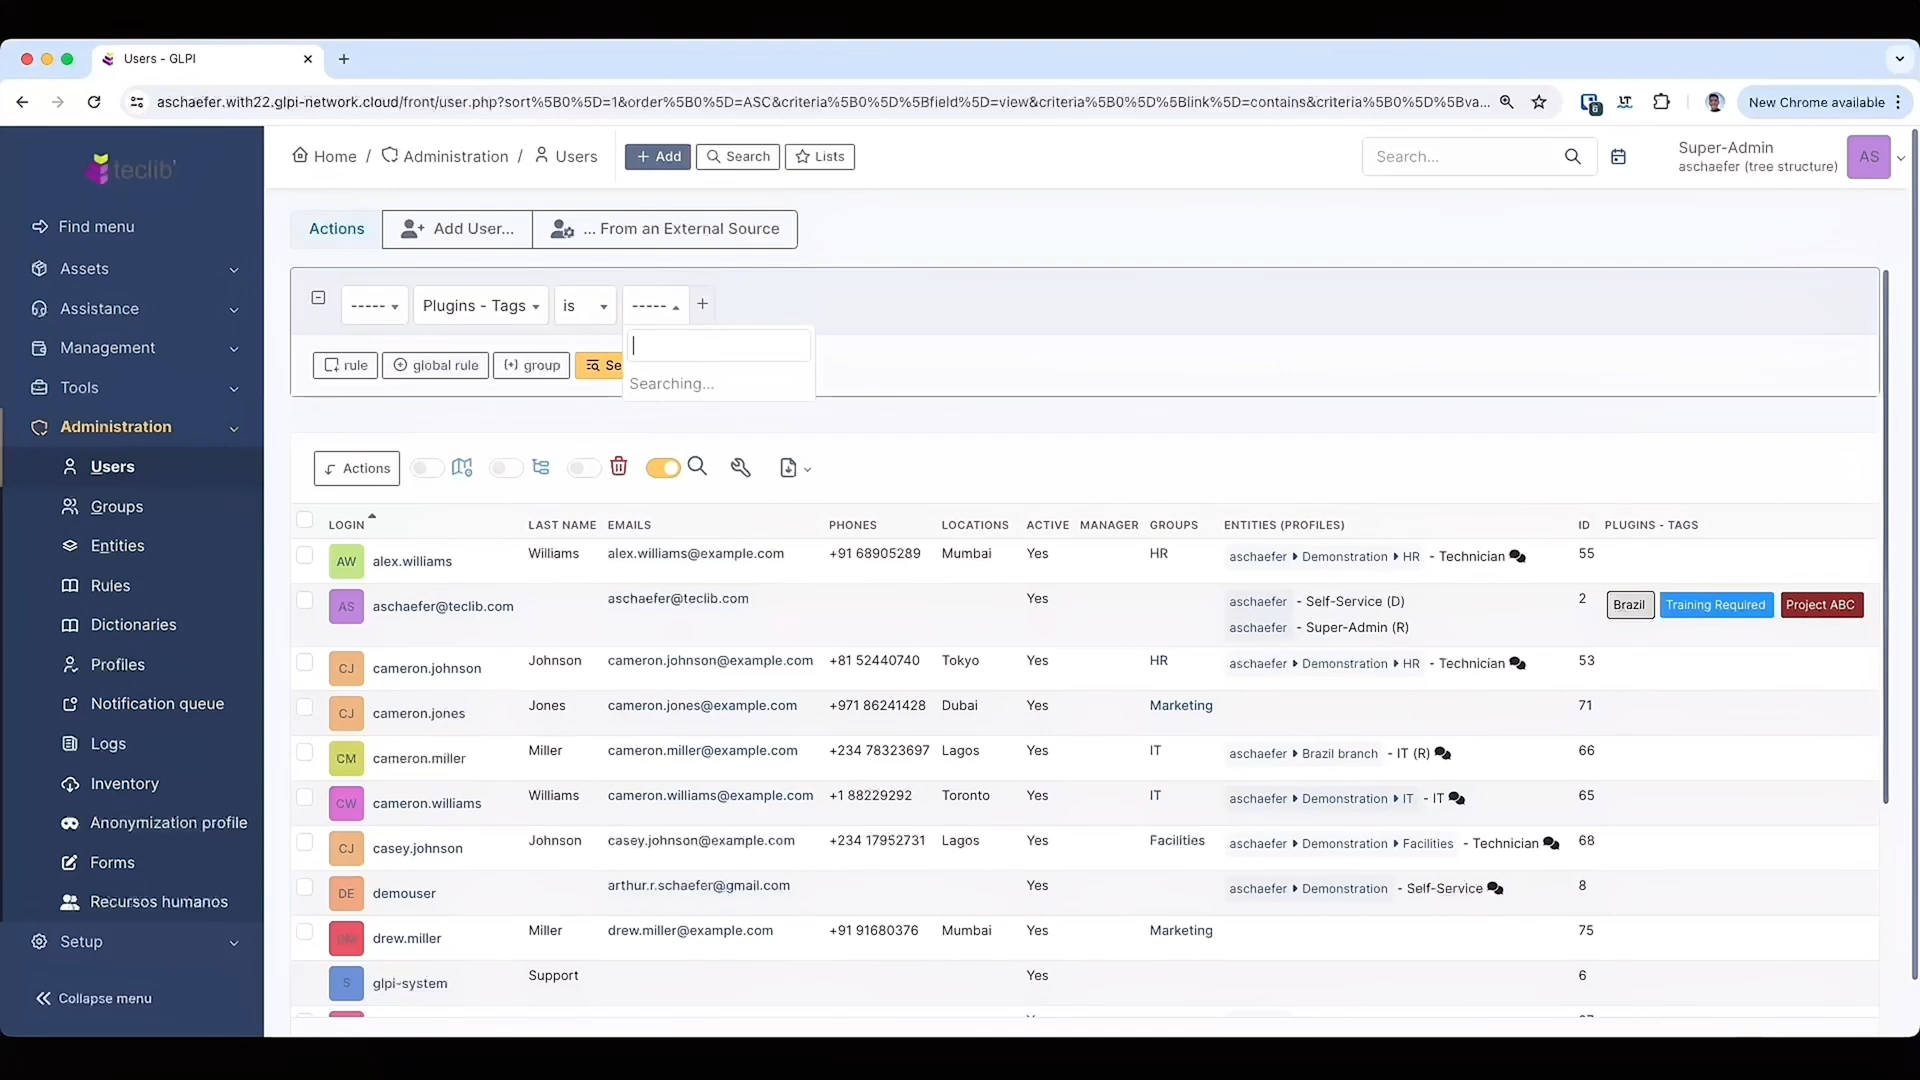 Users - GLPI
aschaefer.with22.glpi-network.cloud/front/user.php?sort%5B0%5D=1&order%5B0%5D=ASC&criteria%5B0%5D%5Bfield%5D=view&criteria%5B0%5D%5Blink%5D=contains&criteria%5B0%5D%5Bva...
6
LT
New Chrome available
teclib'
Home / Administration / Users
Add
Search
Lists
Search...
Super-Admin
aschaefer (tree structure)
AS
Find menu
Assets
Assistance
Management
Tools
Administration
Users
Groups
Entities
Rules
Dictionaries
Profiles
Notification queue
Logs
Inventory
Anonymization profile
Forms
Recursos humanos
Setup
Collapse menu
Actions
Add User...
... From an External Source
-----
Plugins - Tags
is
-----
rule
global rule
group
Se
Searching...
Actions
LOGIN LAST NAME EMAILS PHONES LOCATIONS ACTIVE MANAGER GROUPS ENTITIES (PROFILES) ID PLUGINS - TAGS
AW alex.williams Williams alex.williams@example.com +91 68905289 Mumbai Yes HR aschaefer Demonstration HR - Technician 55
AS aschaefer@teclib.com aschaefer@teclib.com Yes aschaefer - Self-Service (D) 2 Brazil Training Required Project ABC
aschaefer - Super-Admin (R)
CJ cameron.johnson Johnson cameron.johnson@example.com +81 52440740 Tokyo Yes HR aschaefer Demonstration HR - Technician 53
CJ cameron.jones Jones cameron.jones@example.com +971 86241428 Dubai Yes Marketing 71
CM cameron.miller Miller cameron.miller@example.com +234 78323697 Lagos Yes IT aschaefer Brazil branch - IT (R) 66
CW cameron.williams Williams cameron.williams@example.com +1 88229292 Toronto Yes IT aschaefer Demonstration IT - IT 65
CJ casey.johnson Johnson casey.johnson@example.com +234 17952731 Lagos Yes Facilities aschaefer Demonstration Facilities - Technician 68
DE demouser arthur.r.schaefer@gmail.com Yes aschaefer Demonstration - Self-Service 8
DM drew.miller Miller drew.miller@example.com +91 91680376 Mumbai Yes Marketing 75
S glpi-system Support Yes 6